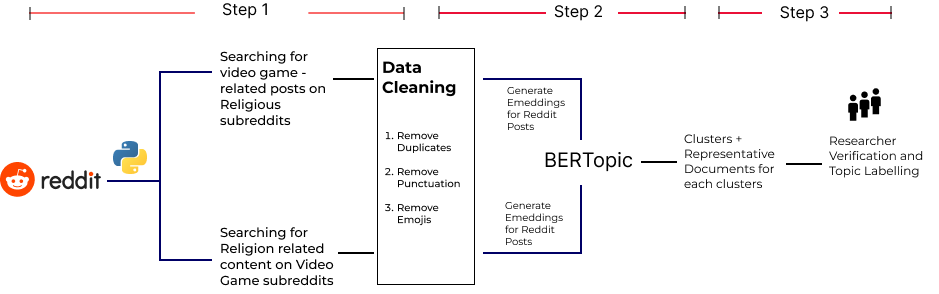 Step 1
Step 2
Step 3
Searching for
video game -
related posts on
Religious
subreddits
Data
Cleaning
1. Remove
Duplicates
2. Remove
Punctuation
3. Remove
Emojis
Generate
Emeddings
for Reddit
Posts
reddit
BERTopic
Clusters +
Representative
Documents for
each clusters
Researcher
Verification and
Topic Labelling
Searching for
Religion related
content on Video
Game subreddits
Generate
Emeddings
for Reddit
Posts